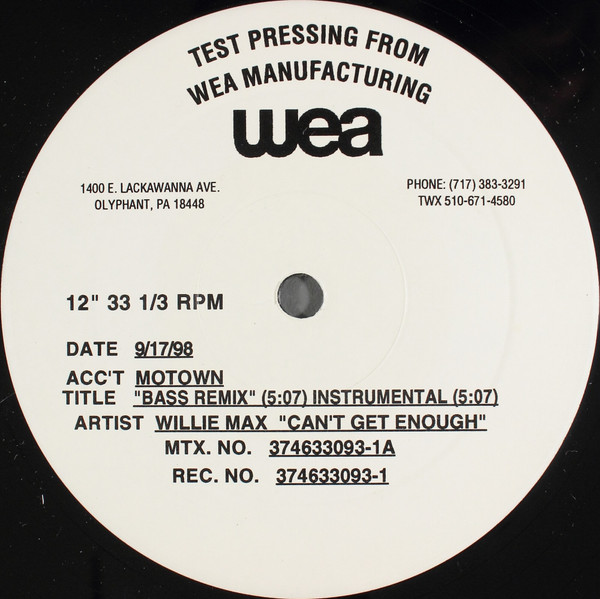 TEST PRESSING FROM
WEA MANUFACTURING
wea
1400 E. LACKAWANNA AVE.
OLYPHANT, PA 18448
PHONE: (717) 383-3291
TWX 510-671-4580
12" 33 1/3 RPM
DATE 9/17/98
ACC'T MOTOWN
TITLE "BASS REMIX" (5:07) INSTRUMENTAL (5:07)
ARTIST WILLIE MAX "CAN'T GET ENOUGH"
MTX. NO. 374633093-1A
REC. NO. 374633093-1